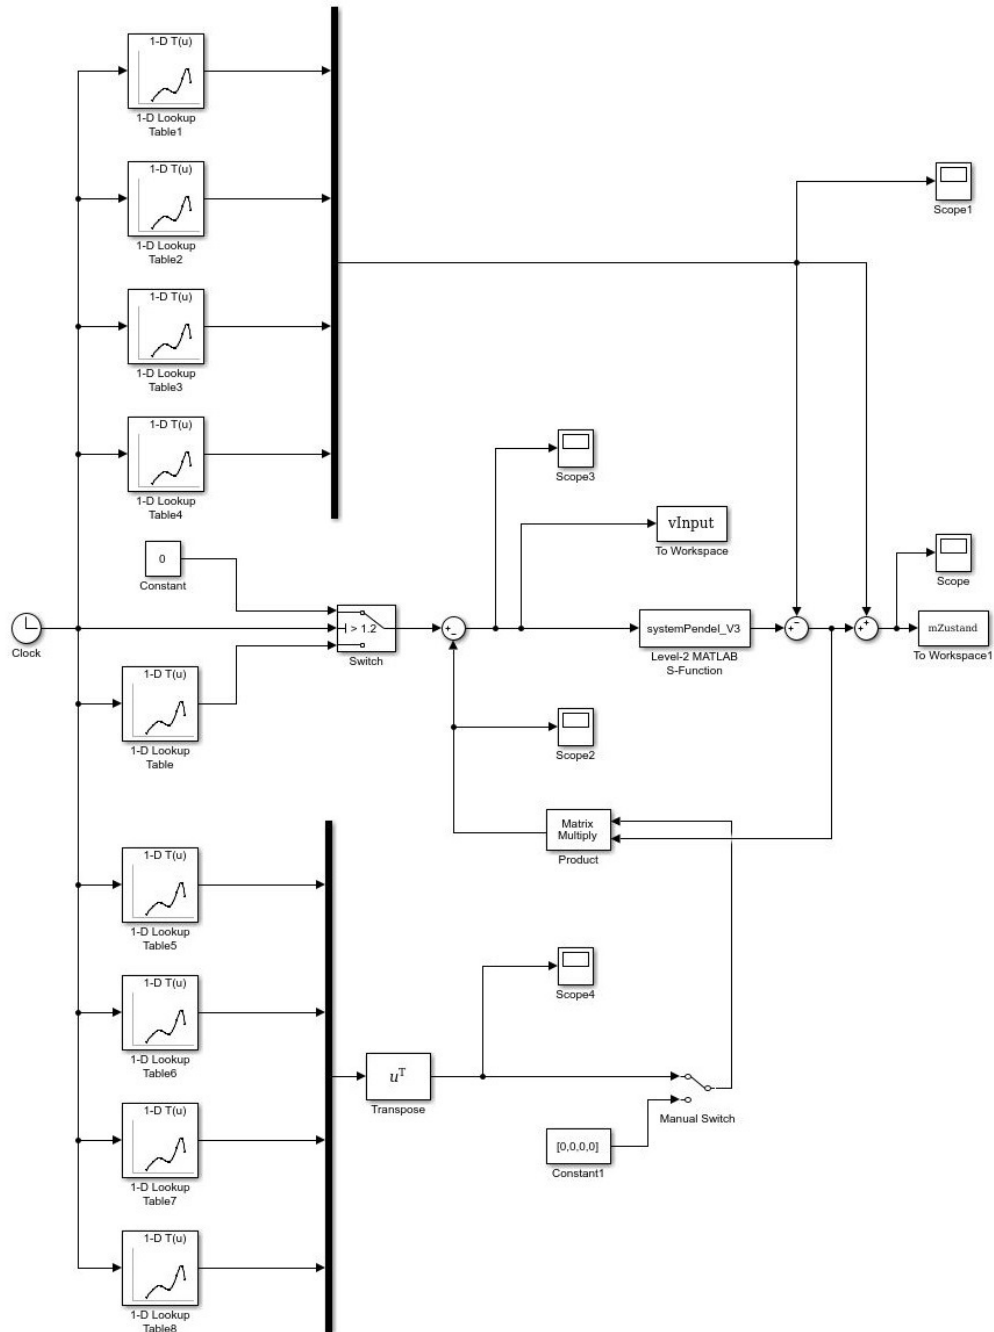 1-D T(u)
1-D Lookup
Table1
1-D T(u)
1-D Lookup
Table2
1-D T(u)
1-D Lookup
Table3
1-D T(u)
1-D Lookup
Table4
Scope1
Scope3
vInput
To Workspace
0
Constant
Scope
Clock
> 1.2
Switch
+
−
systemPendel_V3
Level-2 MATLAB
S-Function
+
−
+
+
mZustand
To Workspace1
1-D T(u)
1-D Lookup
Table
Scope2
Matrix
Multiply
Product
1-D T(u)
1-D Lookup
Table5
Scope4
1-D T(u)
1-D Lookup
Table6
uᵀ
Transpose
Manual Switch
[0,0,0,0]
Constant1
1-D T(u)
1-D Lookup
Table7
1-D T(u)
1-D Lookup
Table8